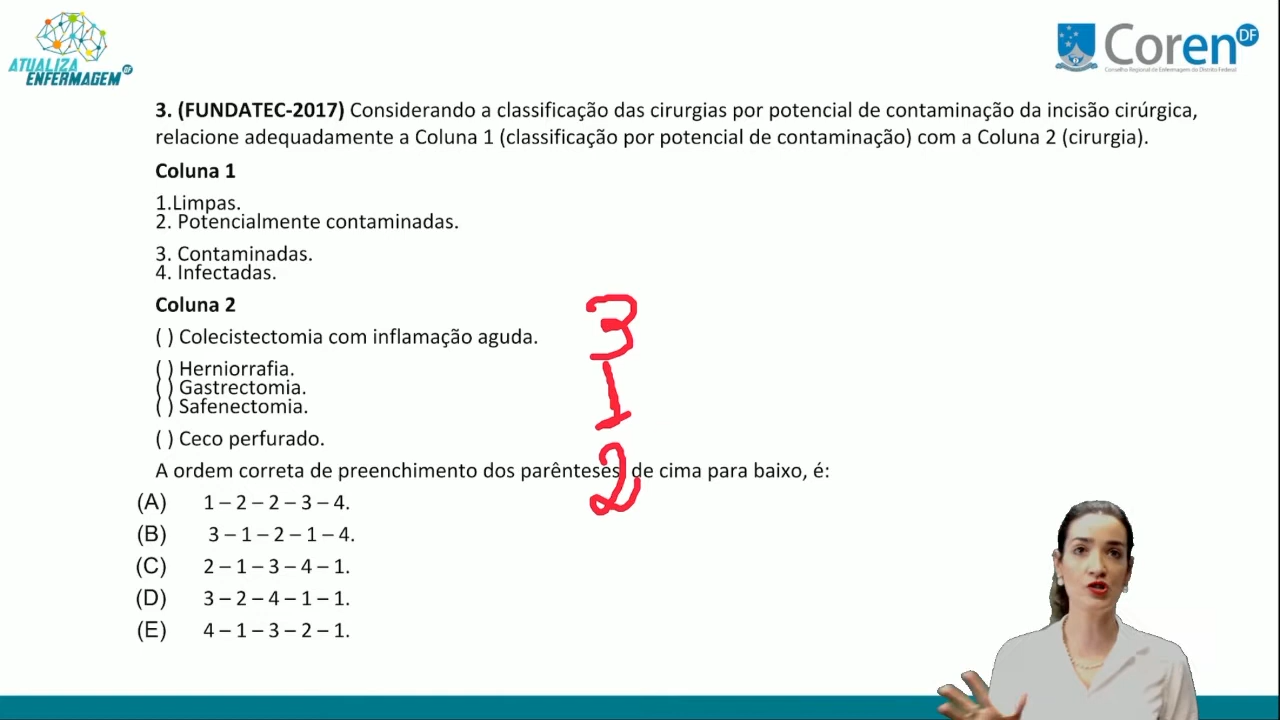 ATUALIZA
ENFERMAGEM DF
Coren DF
Conselho Regional de Enfermagem do Distrito Federal
3. (FUNDATEC-2017) Considerando a classificação das cirurgias por potencial de contaminação da incisão cirúrgica,
relacione adequadamente a Coluna 1 (classificação por potencial de contaminação) com a Coluna 2 (cirurgia).
Coluna 1
1.Limpas.
2. Potencialmente contaminadas.
3. Contaminadas.
4. Infectadas.
Coluna 2
( ) Colecistectomia com inflamação aguda.
3
( ) Herniorrafia.
( ) Gastrectomia.
1
( ) Safenectomia.
( ) Ceco perfurado.
A ordem correta de preenchimento dos parênteses, de cima para baixo, é:
2
(A) 1 – 2 – 2 – 3 – 4.
(B) 3 – 1 – 2 – 1 – 4.
(C) 2 – 1 – 3 – 4 – 1.
(D) 3 – 2 – 4 – 1 – 1.
(E) 4 – 1 – 3 – 2 – 1.